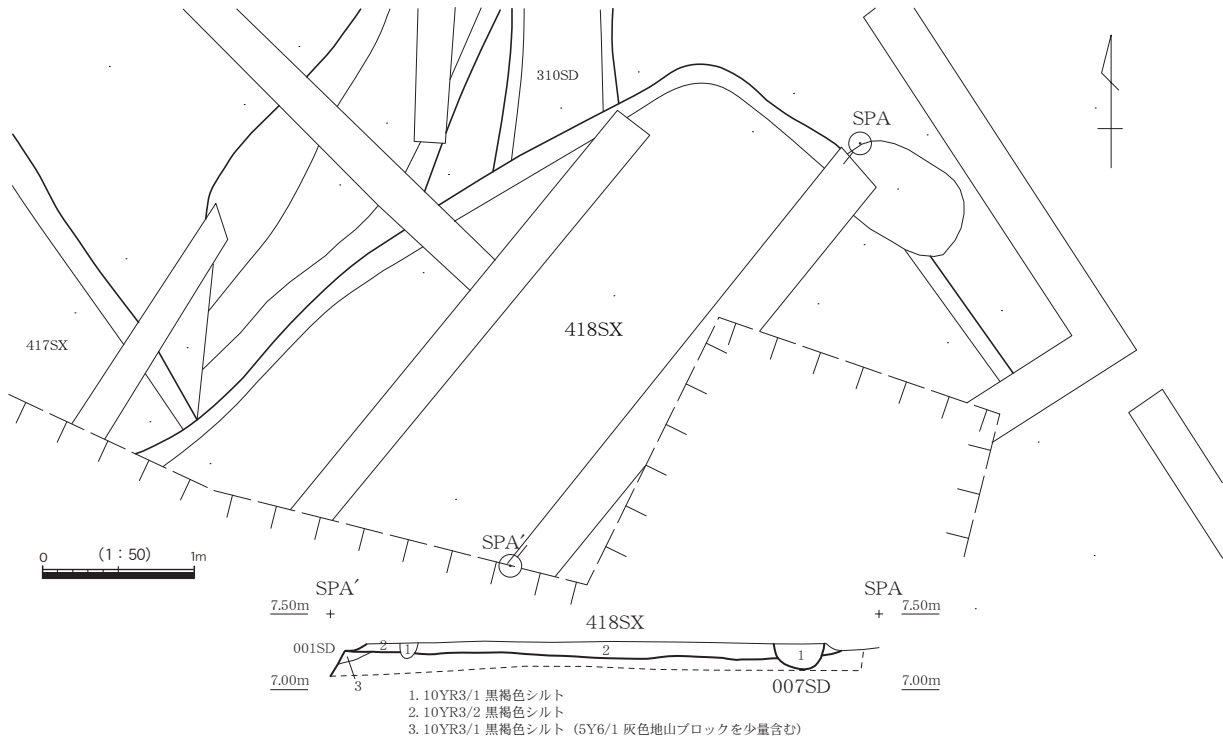 310SD
SPA
417SX
418SX
SPA´
0 (1：50) 1m
SPA´ SPA
7.50m 7.50m
418SX
001SD 2 1 2 1
3
7.00m 7.00m
007SD
1. 10YR3/1 黒褐色シルト
2. 10YR3/2 黒褐色シルト
3. 10YR3/1 黒褐色シルト（5Y6/1 灰色地山ブロックを少量含む）